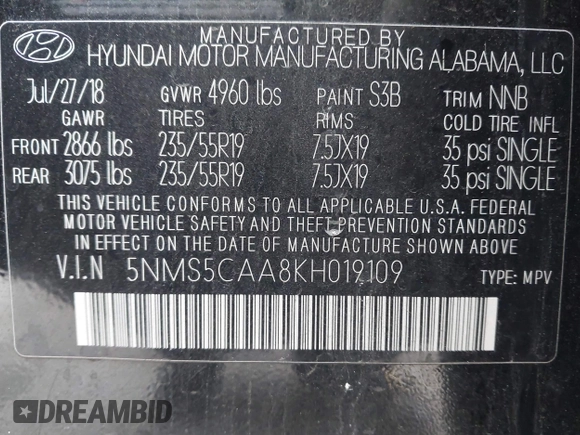 MANUFACTURED BY
HYUNDAI MOTOR MANUFACTURING ALABAMA, LLC
Jul/27/18 GVWR 4960 lbs PAINT S3B TRIM NNB
GAWR TIRES RIMS COLD TIRE INFL
FRONT 2866 lbs 235/55R19 7.5JX19 35 psi SINGLE
REAR 3075 lbs 235/55R19 7.5JX19 35 psi SINGLE
THIS VEHICLE CONFORMS TO ALL APPLICABLE U.S.A. FEDERAL
MOTOR VEHICLE SAFETY AND THEFT PREVENTION STANDARDS
IN EFFECT ON THE DATE OF MANUFACTURE SHOWN ABOVE.
V.I.N 5NMS5CAA8KH019109 TYPE: MPV
DREAMBID